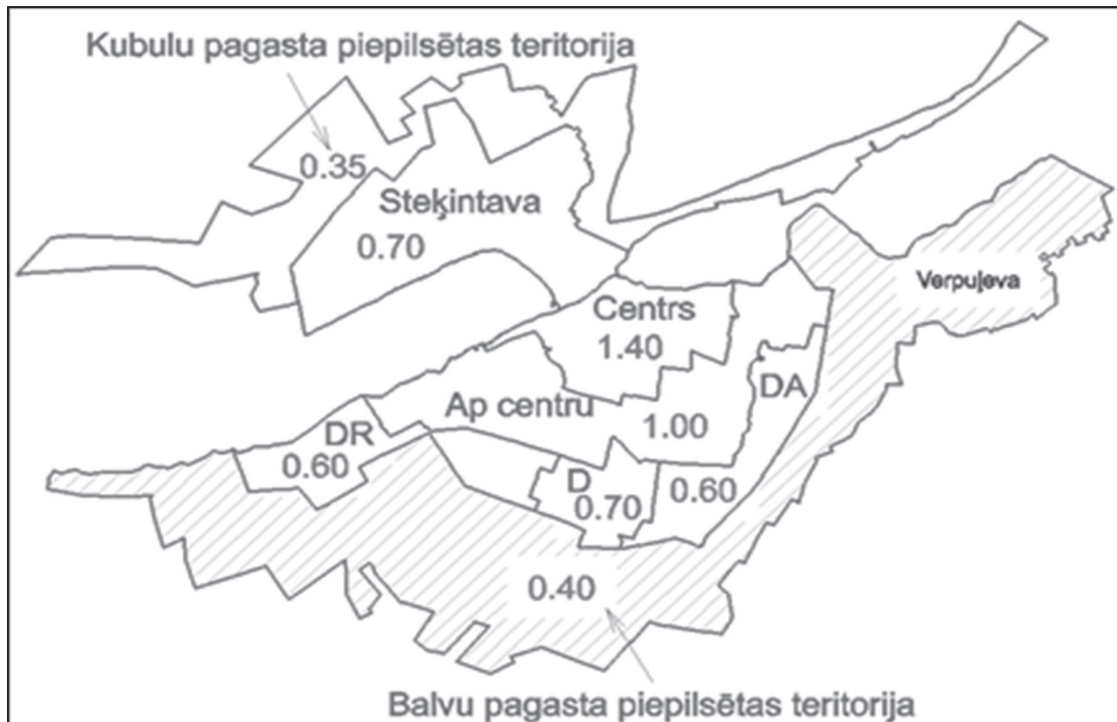 Kubulu pagasta piepilsētas teritorija
0.35
Steķintava
0.70
Verpuļeva
Centrs
1.40
DA
Ap centru
1.00
DR
0.60
D
0.70
0.60
0.40
Balvu pagasta piepilsētas teritorija